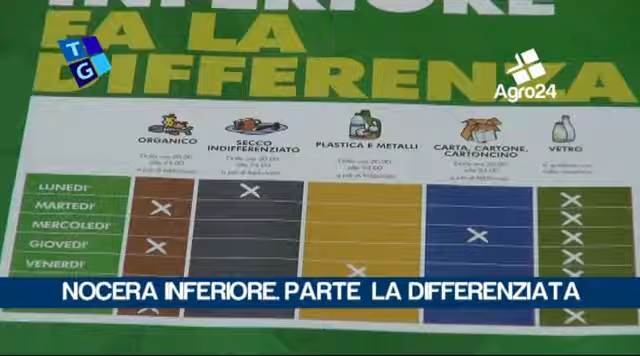 INFERIORE
FA LA
DIFFERENZA
TG
Agro24
ORGANICO
SECCO
INDIFFERENZIATO
PLASTICA E METALLI
CARTA, CARTONE,
CARTONCINO
VETRO
LUNEDI'
MARTEDI'
MERCOLEDI'
GIOVEDI'
VENERDI'
NOCERA INFERIORE. PARTE LA DIFFERENZIATA